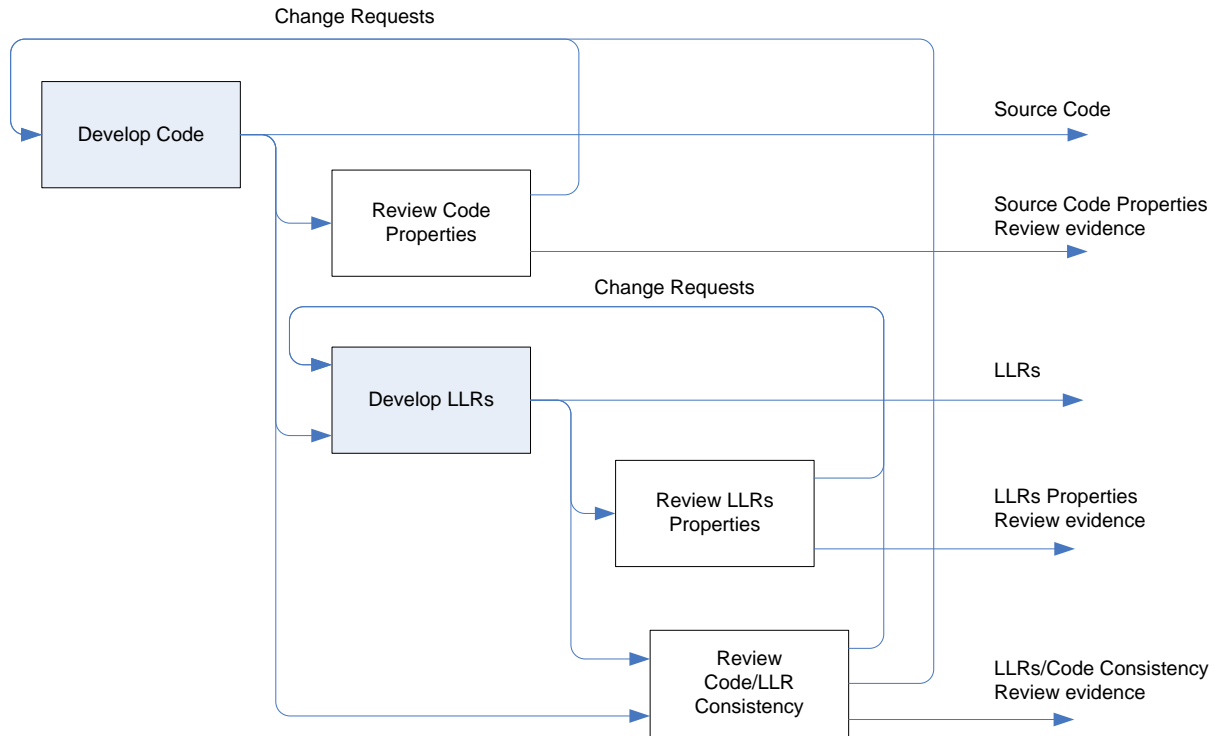 Change Requests
Develop Code
Source Code
Review Code
Properties
Source Code Properties
Review evidence
Change Requests
Develop LLRs
LLRs
Review LLRs
Properties
LLRs Properties
Review evidence
Review
Code/LLR
Consistency
LLRs/Code Consistency
Review evidence